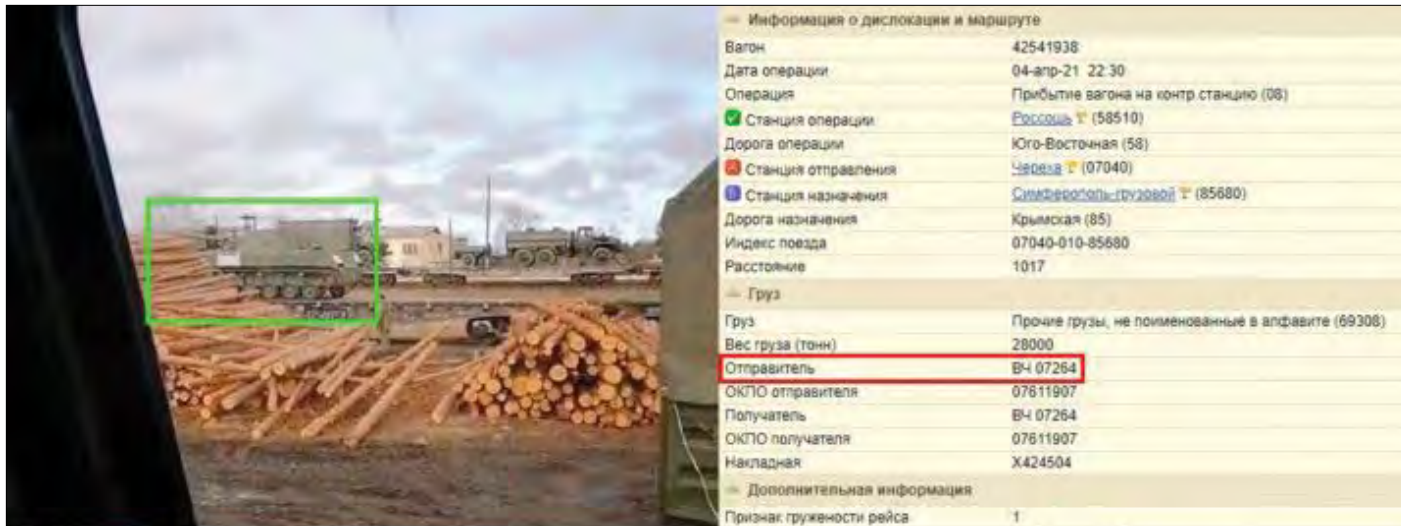 Информация о дислокации и маршруте
Вагон 42541938
Дата операции 04-апр-21 22:30
Операция Прибытие вагона на контр станцию (08)
Станция операции Россошь (58510)
Дорога операции Юго-Восточная (58)
Станция отправления Череха (07040)
Станция назначения Симферополь-грузовой (85680)
Дорога назначения Крымская (85)
Индекс поезда 07040-010-85680
Расстояние 1017
Груз
Груз Прочие грузы, не поименованные в алфавите (69308)
Вес груза (тонн) 28000
Отправитель ВЧ 07264
ОКПО отправителя 07611907
Получатель ВЧ 07264
ОКПО получателя 07611907
Накладная Х424504
Дополнительная информация
Признак гружености рейса 1